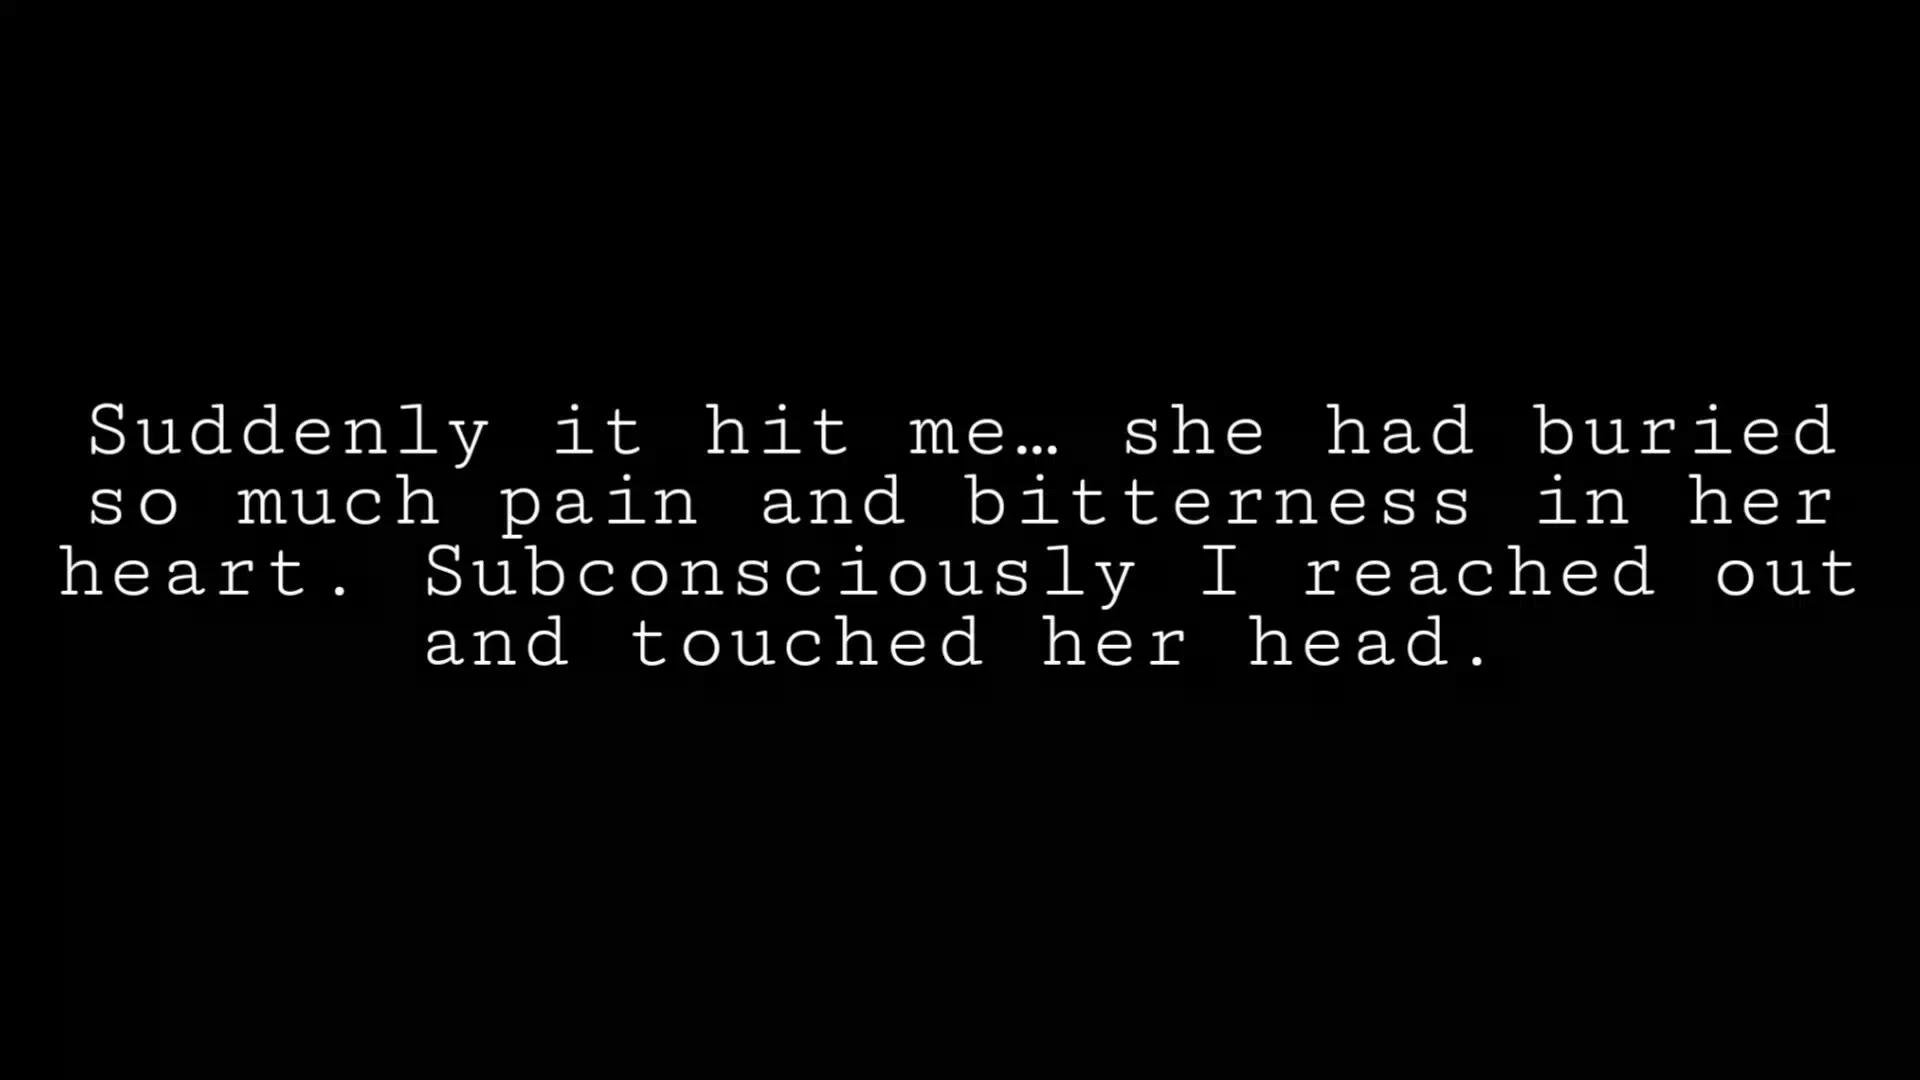 Suddenly it hit me… she had buried
so much pain and bitterness in her
heart. Subconsciously I reached out
and touched her head.